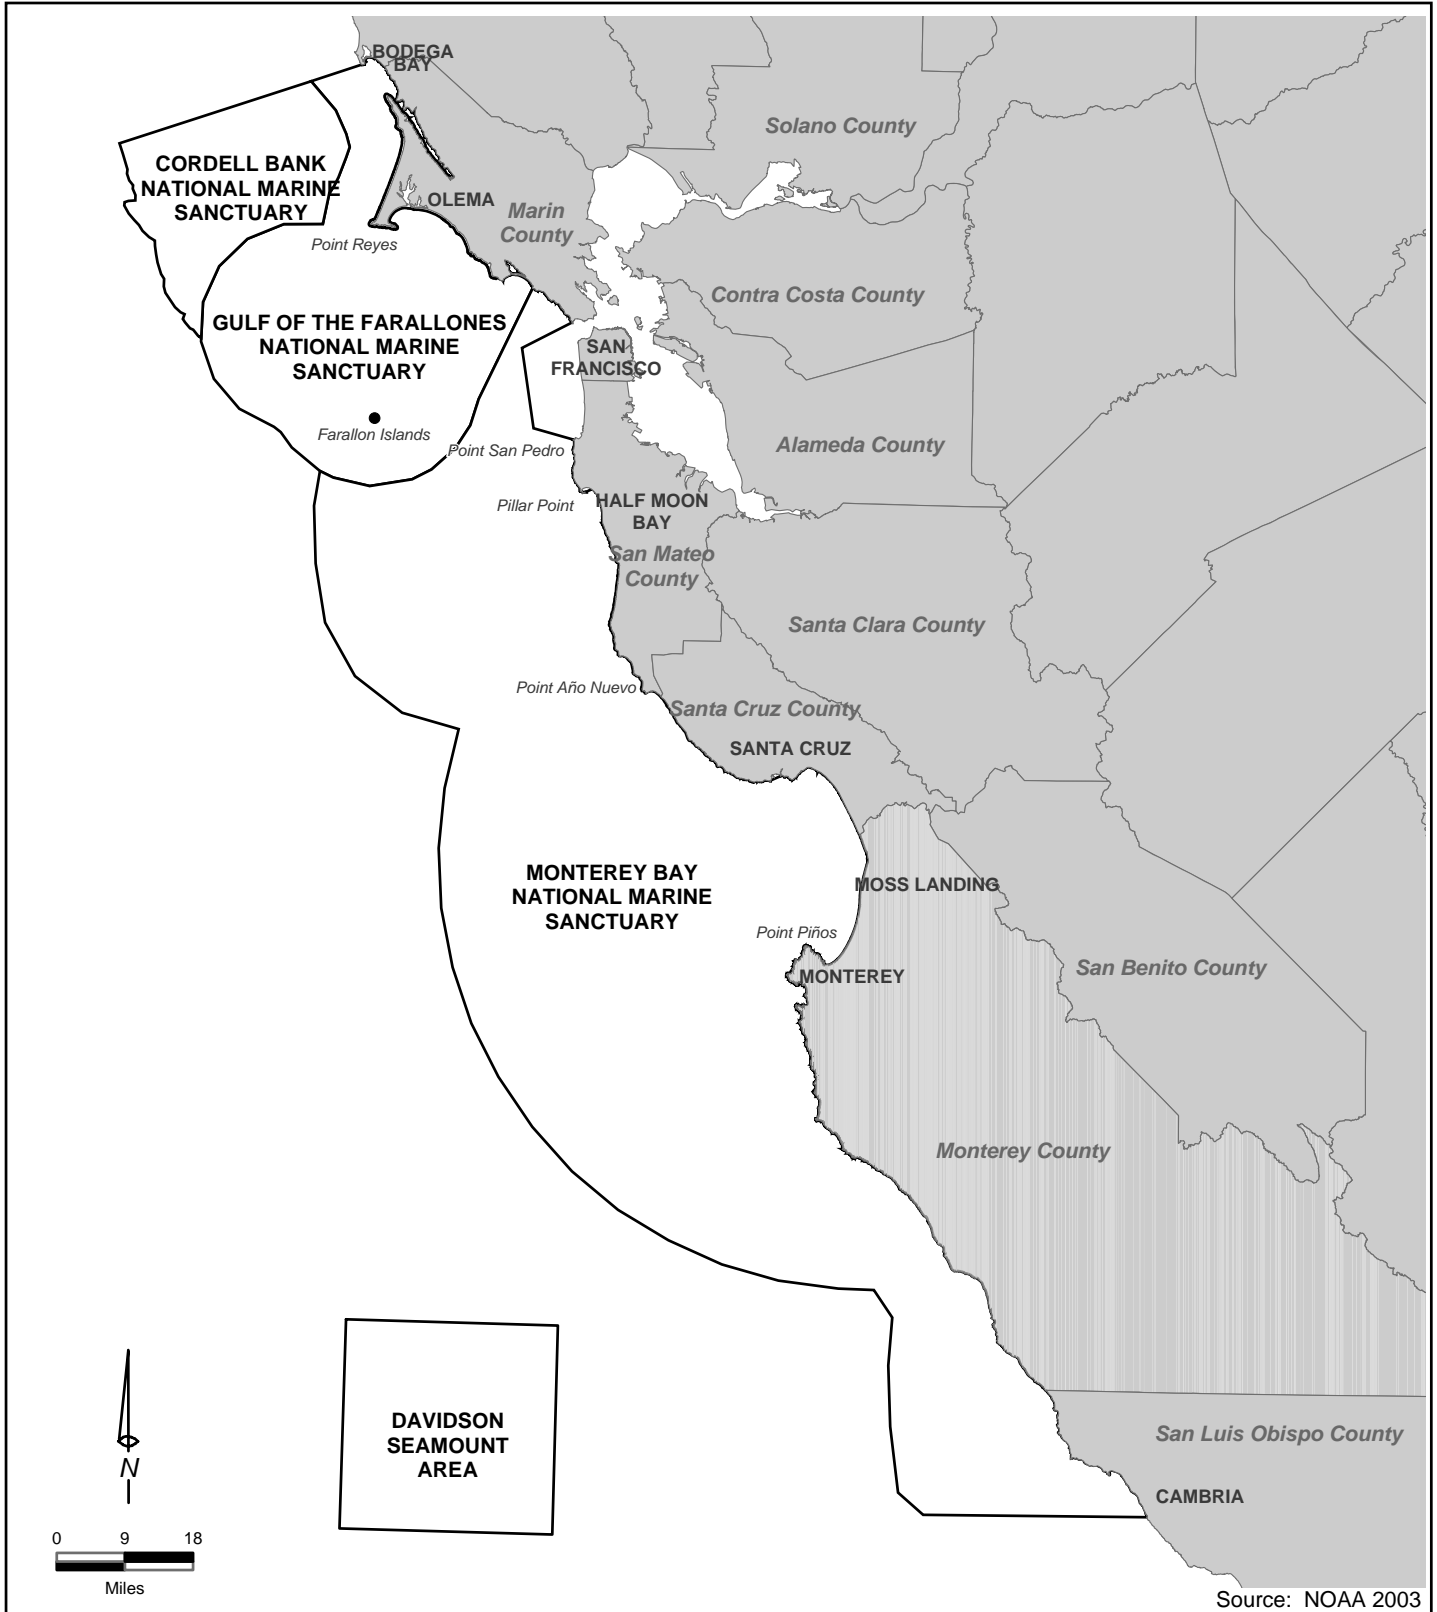 BODEGA
BAY
Solano County
CORDELL BANK
NATIONAL MARINE
SANCTUARY
OLEMA
Marin
County
Point Reyes
Contra Costa County
GULF OF THE FARALLONES
NATIONAL MARINE
SANCTUARY
SAN
FRANCISCO
Farallon Islands
Point San Pedro
Alameda County
Pillar Point
HALF MOON
BAY
San Mateo
County
Santa Clara County
Point Año Nuevo
Santa Cruz County
SANTA CRUZ
MONTEREY BAY
NATIONAL MARINE
SANCTUARY
MOSS LANDING
Point Piños
MONTEREY
San Benito County
Monterey County
DAVIDSON
SEAMOUNT
AREA
San Luis Obispo County
CAMBRIA
N
0 9 18
Miles
Source: NOAA 2003